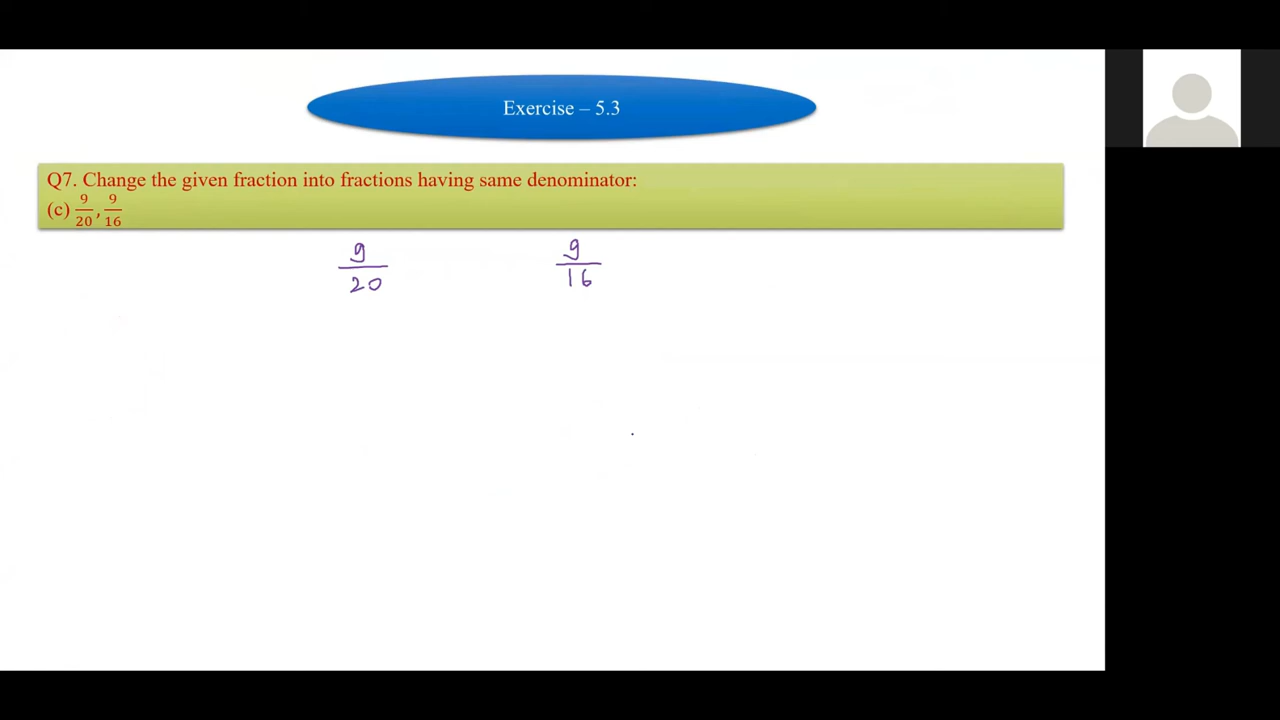 Exercise – 5.3
Q7. Change the given fraction into fractions having same denominator:
(c) 9/20, 9/16
9/20 9/16